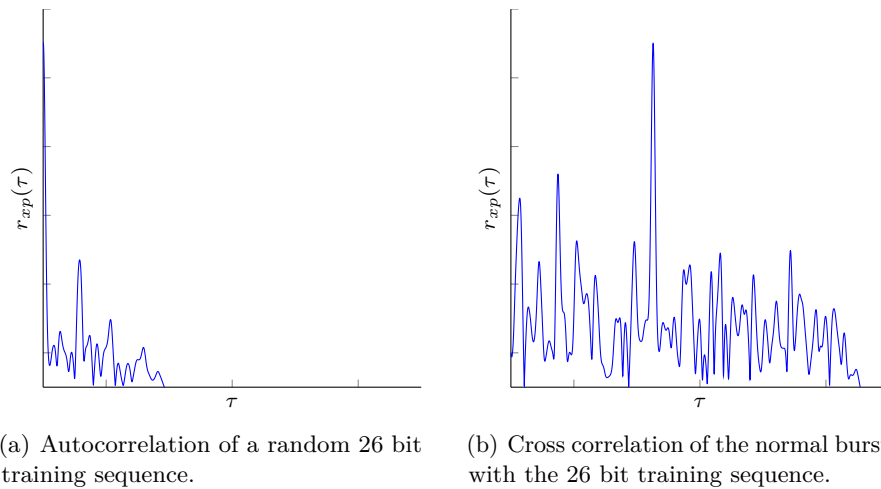 r_{xp}(τ)
τ
(a) Autocorrelation of a random 26 bit
training sequence.
r_{xp}(τ)
τ
(b) Cross correlation of the normal burs
with the 26 bit training sequence.